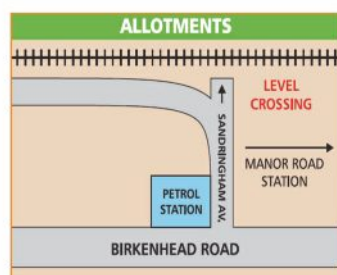 ALLOTMENTS
LEVEL
CROSSING
SANDRINGHAM AV.
MANOR ROAD
STATION
PETROL
STATION
BIRKENHEAD ROAD